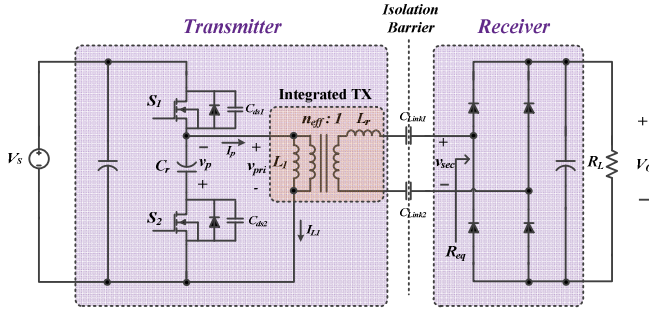 Isolation
Barrier
Transmitter
Receiver
S1
Cds1
Integrated TX
neff : 1 Lr
CLink1
VS
Cr
Ip
vp
vpri
L1
vsec
RL
VO
S2
Cds2
IL1
CLink2
Req